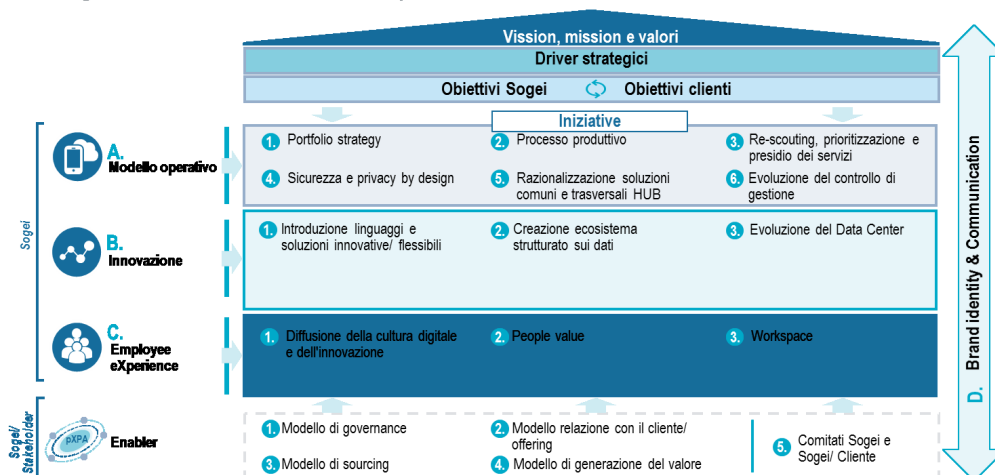 Vission, mission e valori
Driver strategici
Obiettivi Sogei
Obiettivi clienti
Iniziative
Sogei
A.
Modello operativo
1. Portfolio strategy
2. Processo produttivo
3. Re-scouting, prioritizzazione e
presidio dei servizi
4. Sicurezza e privacy by design
5. Razionalizzazione soluzioni
comuni e trasversali HUB
6. Evoluzione del controllo di
gestione
B.
Innovazione
1. Introduzione linguaggi e
soluzioni innovative/ flessibili
2. Creazione ecosistema
strutturato sui dati
3. Evoluzione del Data Center
C.
Employee
eXperience
1. Diffusione della cultura digitale
e dell'innovazione
2. People value
3. Workspace
Sogei/
Stakeholder
pXPA
Enabler
1. Modello di governance
2. Modello relazione con il cliente/
offering
3. Modello di sourcing
4. Modello di generazione del valore
5. Comitati Sogei e
Sogei/ Cliente
D. Brand identity & Communication